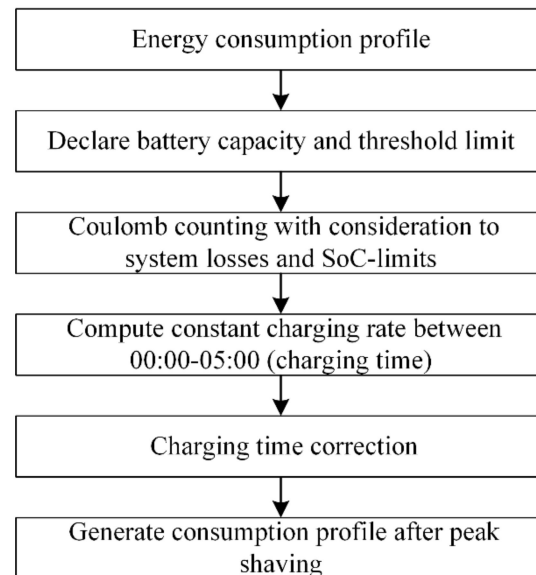 Energy consumption profile
Declare battery capacity and threshold limit
Coulomb counting with consideration to
system losses and SoC-limits
Compute constant charging rate between
00:00-05:00 (charging time)
Charging time correction
Generate consumption profile after peak
shaving